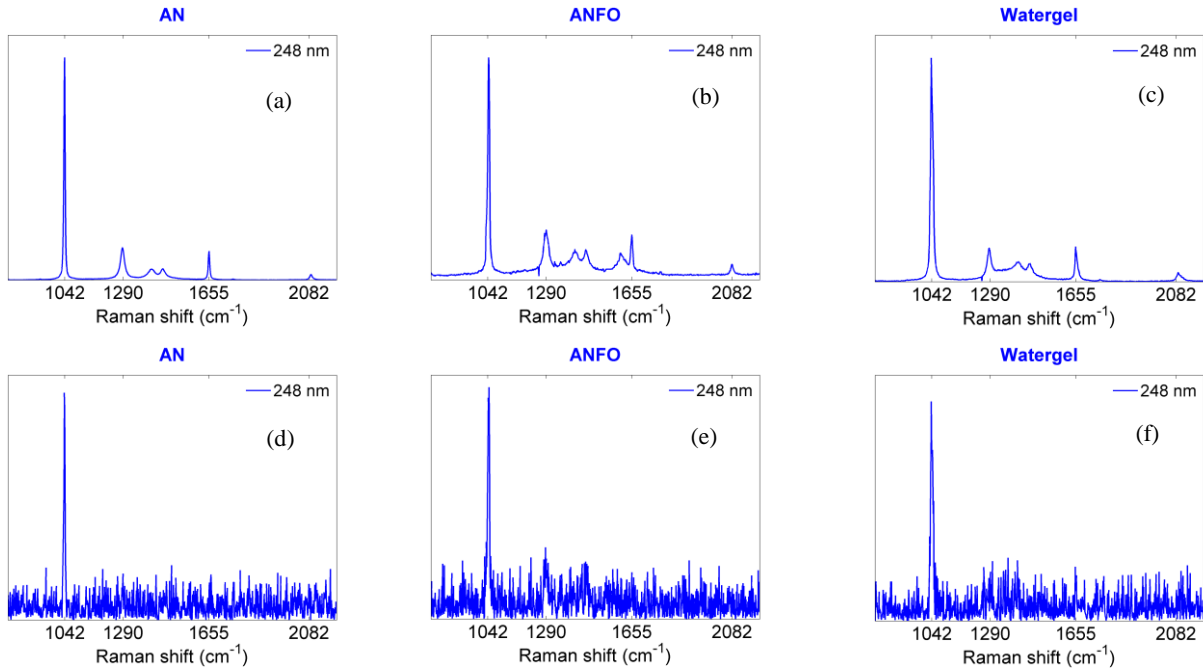 AN
248 nm
(a)
1042 1290 1655 2082
Raman shift (cm⁻¹)
ANFO
248 nm
(b)
1042 1290 1655 2082
Raman shift (cm⁻¹)
Watergel
248 nm
(c)
1042 1290 1655 2082
Raman shift (cm⁻¹)
AN
248 nm
(d)
1042 1290 1655 2082
Raman shift (cm⁻¹)
ANFO
248 nm
(e)
1042 1290 1655 2082
Raman shift (cm⁻¹)
Watergel
248 nm
(f)
1042 1290 1655 2082
Raman shift (cm⁻¹)